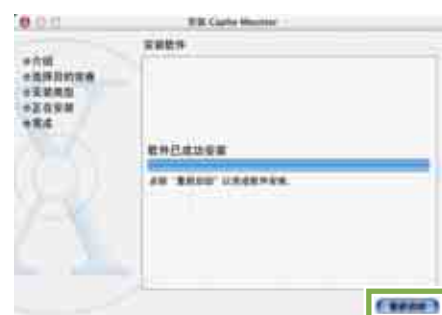 安装 Caplio Mounter
安装软件
介绍
选择目的宗卷
安装类型
正在安装
完成
软件已成功安装
点按“重新启动”以完成软件安装。
重新启动